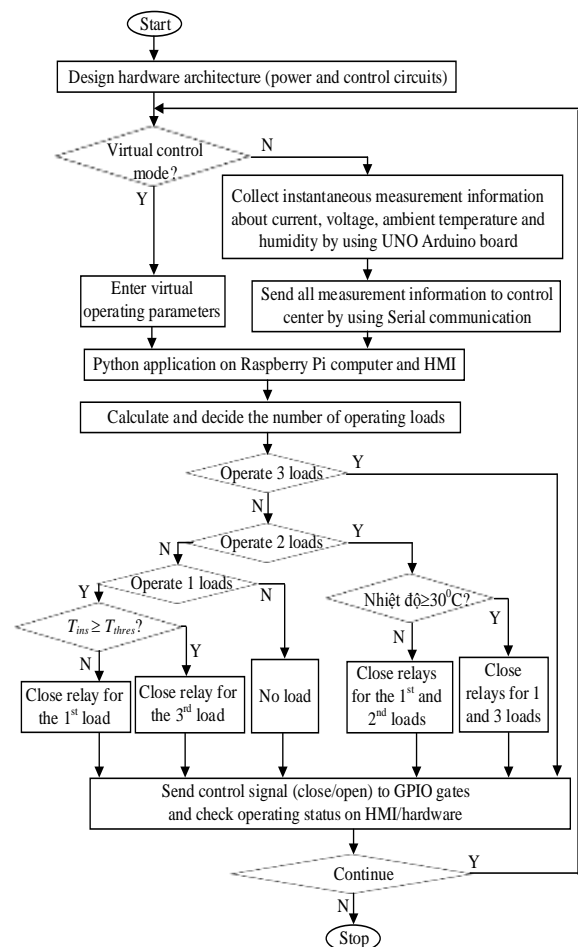 Start
Design hardware architecture (power and control circuits)
Virtual control
mode?
N
Y
Collect instantaneous measurement information
about current, voltage, ambient temperature and
humidity by using UNO Arduino board
Enter virtual
operating parameters
Send all measurement information to control
center by using Serial communication
Python application on Raspberry Pi computer and HMI
Calculate and decide the number of operating loads
Operate 3 loads
Y
N
Operate 2 loads
Y
N
Operate 1 loads
Y
N
Nhiệt độ≥30⁰C?
Y
N
T_ins ≥ T_thres?
N
Y
Close relay for
the 1st load
Close relay for
the 3rd load
No load
Close relays
for the 1st and
2nd loads
Close
relays for 1
and 3 loads
Send control signal (close/open) to GPIO gates
and check operating status on HMI/hardware
Continue
Y
N
Stop